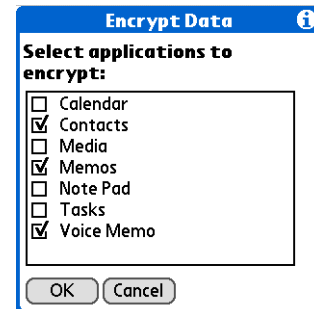 Encrypt Data
Select applications to
encrypt:
Calendar
Contacts
Media
Memos
Note Pad
Tasks
Voice Memo
OK Cancel